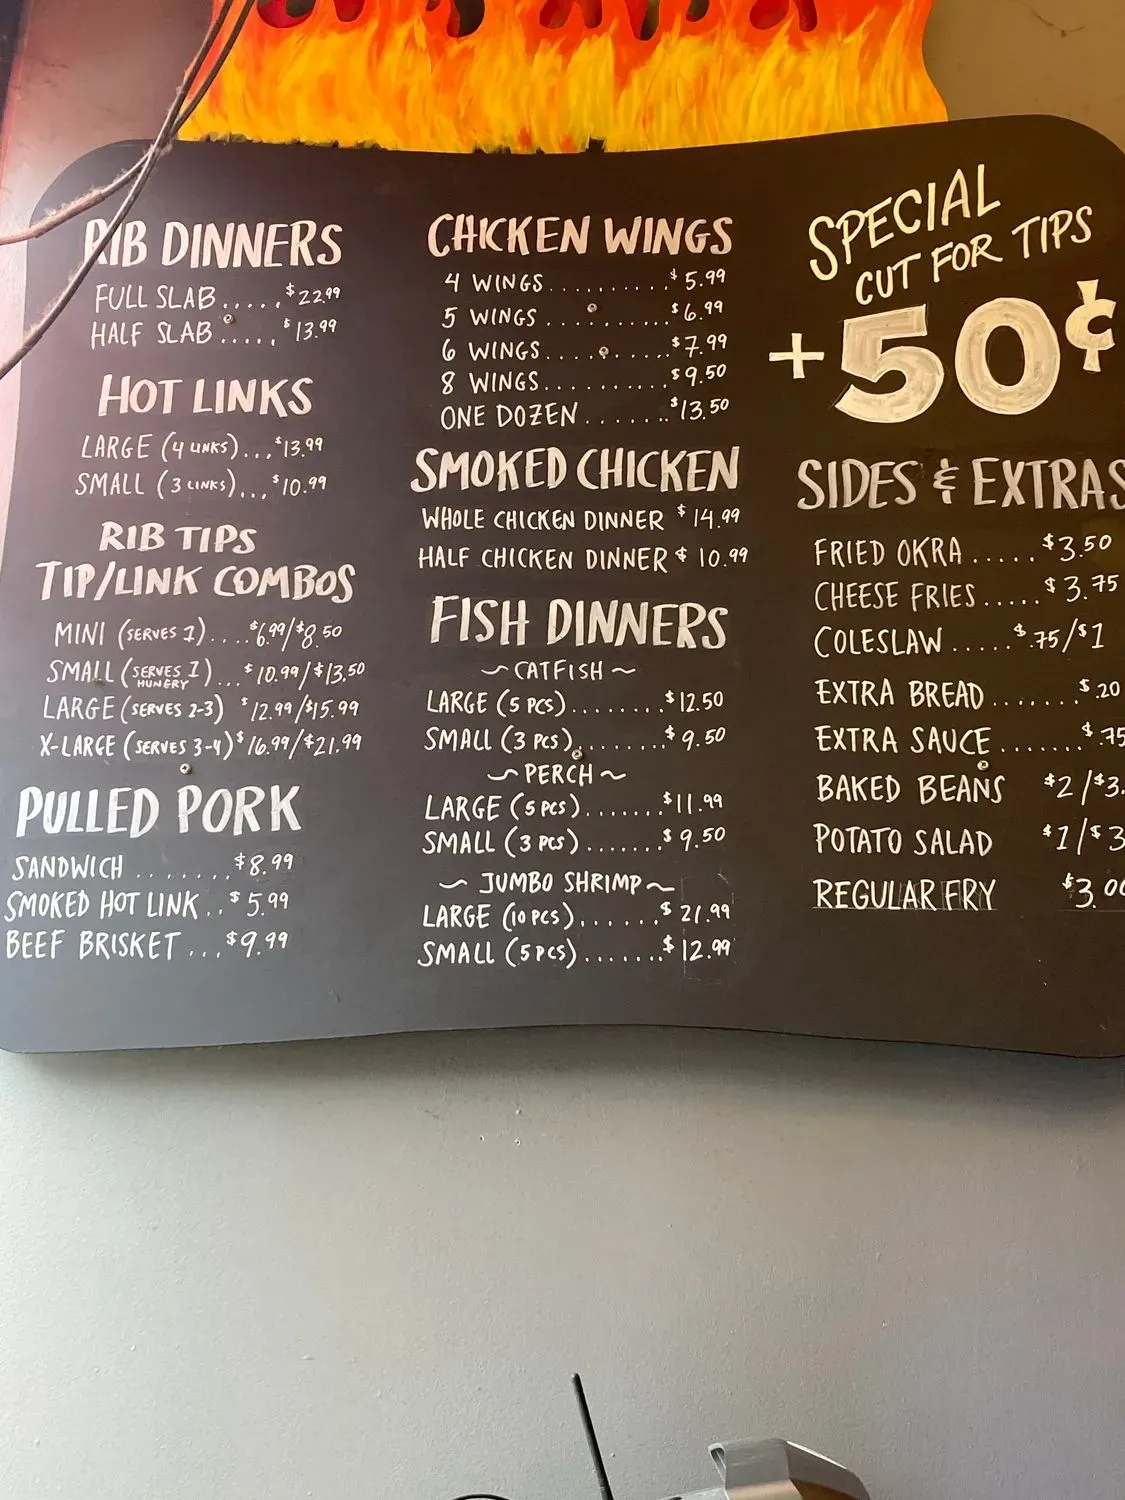 RIB DINNERS
FULL SLAB.....$22.99
HALF SLAB.....$13.99
HOT LINKS
LARGE (4 LINKS)...$13.99
SMALL (3 LINKS)...$10.99
RIB TIPS
TIP/LINK COMBOS
MINI (SERVES 1)....$6.99/$8.50
SMALL (SERVES 1 HUNGRY)...$10.99/$13.50
LARGE (SERVES 2-3) $12.99/$15.99
X-LARGE (SERVES 3-4) $16.99/$21.99
PULLED PORK
SANDWICH.......$8.99
SMOKED HOT LINK..$5.99
BEEF BRISKET...$9.99
CHICKEN WINGS
4 WINGS..........$5.99
5 WINGS..........$6.99
6 WINGS..........$7.99
8 WINGS..........$9.50
ONE DOZEN.......$13.50
SMOKED CHICKEN
WHOLE CHICKEN DINNER $14.99
HALF CHICKEN DINNER $10.99
FISH DINNERS
~CATFISH~
LARGE (5 PCS)........$12.50
SMALL (3 PCS)........$9.50
~PERCH~
LARGE (5 PCS).......$11.99
SMALL (3 PCS).......$9.50
~JUMBO SHRIMP~
LARGE (10 PCS)......$21.99
SMALL (5 PCS).......$12.99
SPECIAL
CUT FOR TIPS
+50¢
SIDES & EXTRAS
FRIED OKRA.....$3.50
CHEESE FRIES.....$3.75
COLESLAW.....$.75/$1
EXTRA BREAD.......$.20
EXTRA SAUCE.......$.75
BAKED BEANS $2/$3.
POTATO SALAD $1/$3
REGULAR FRY $3.00